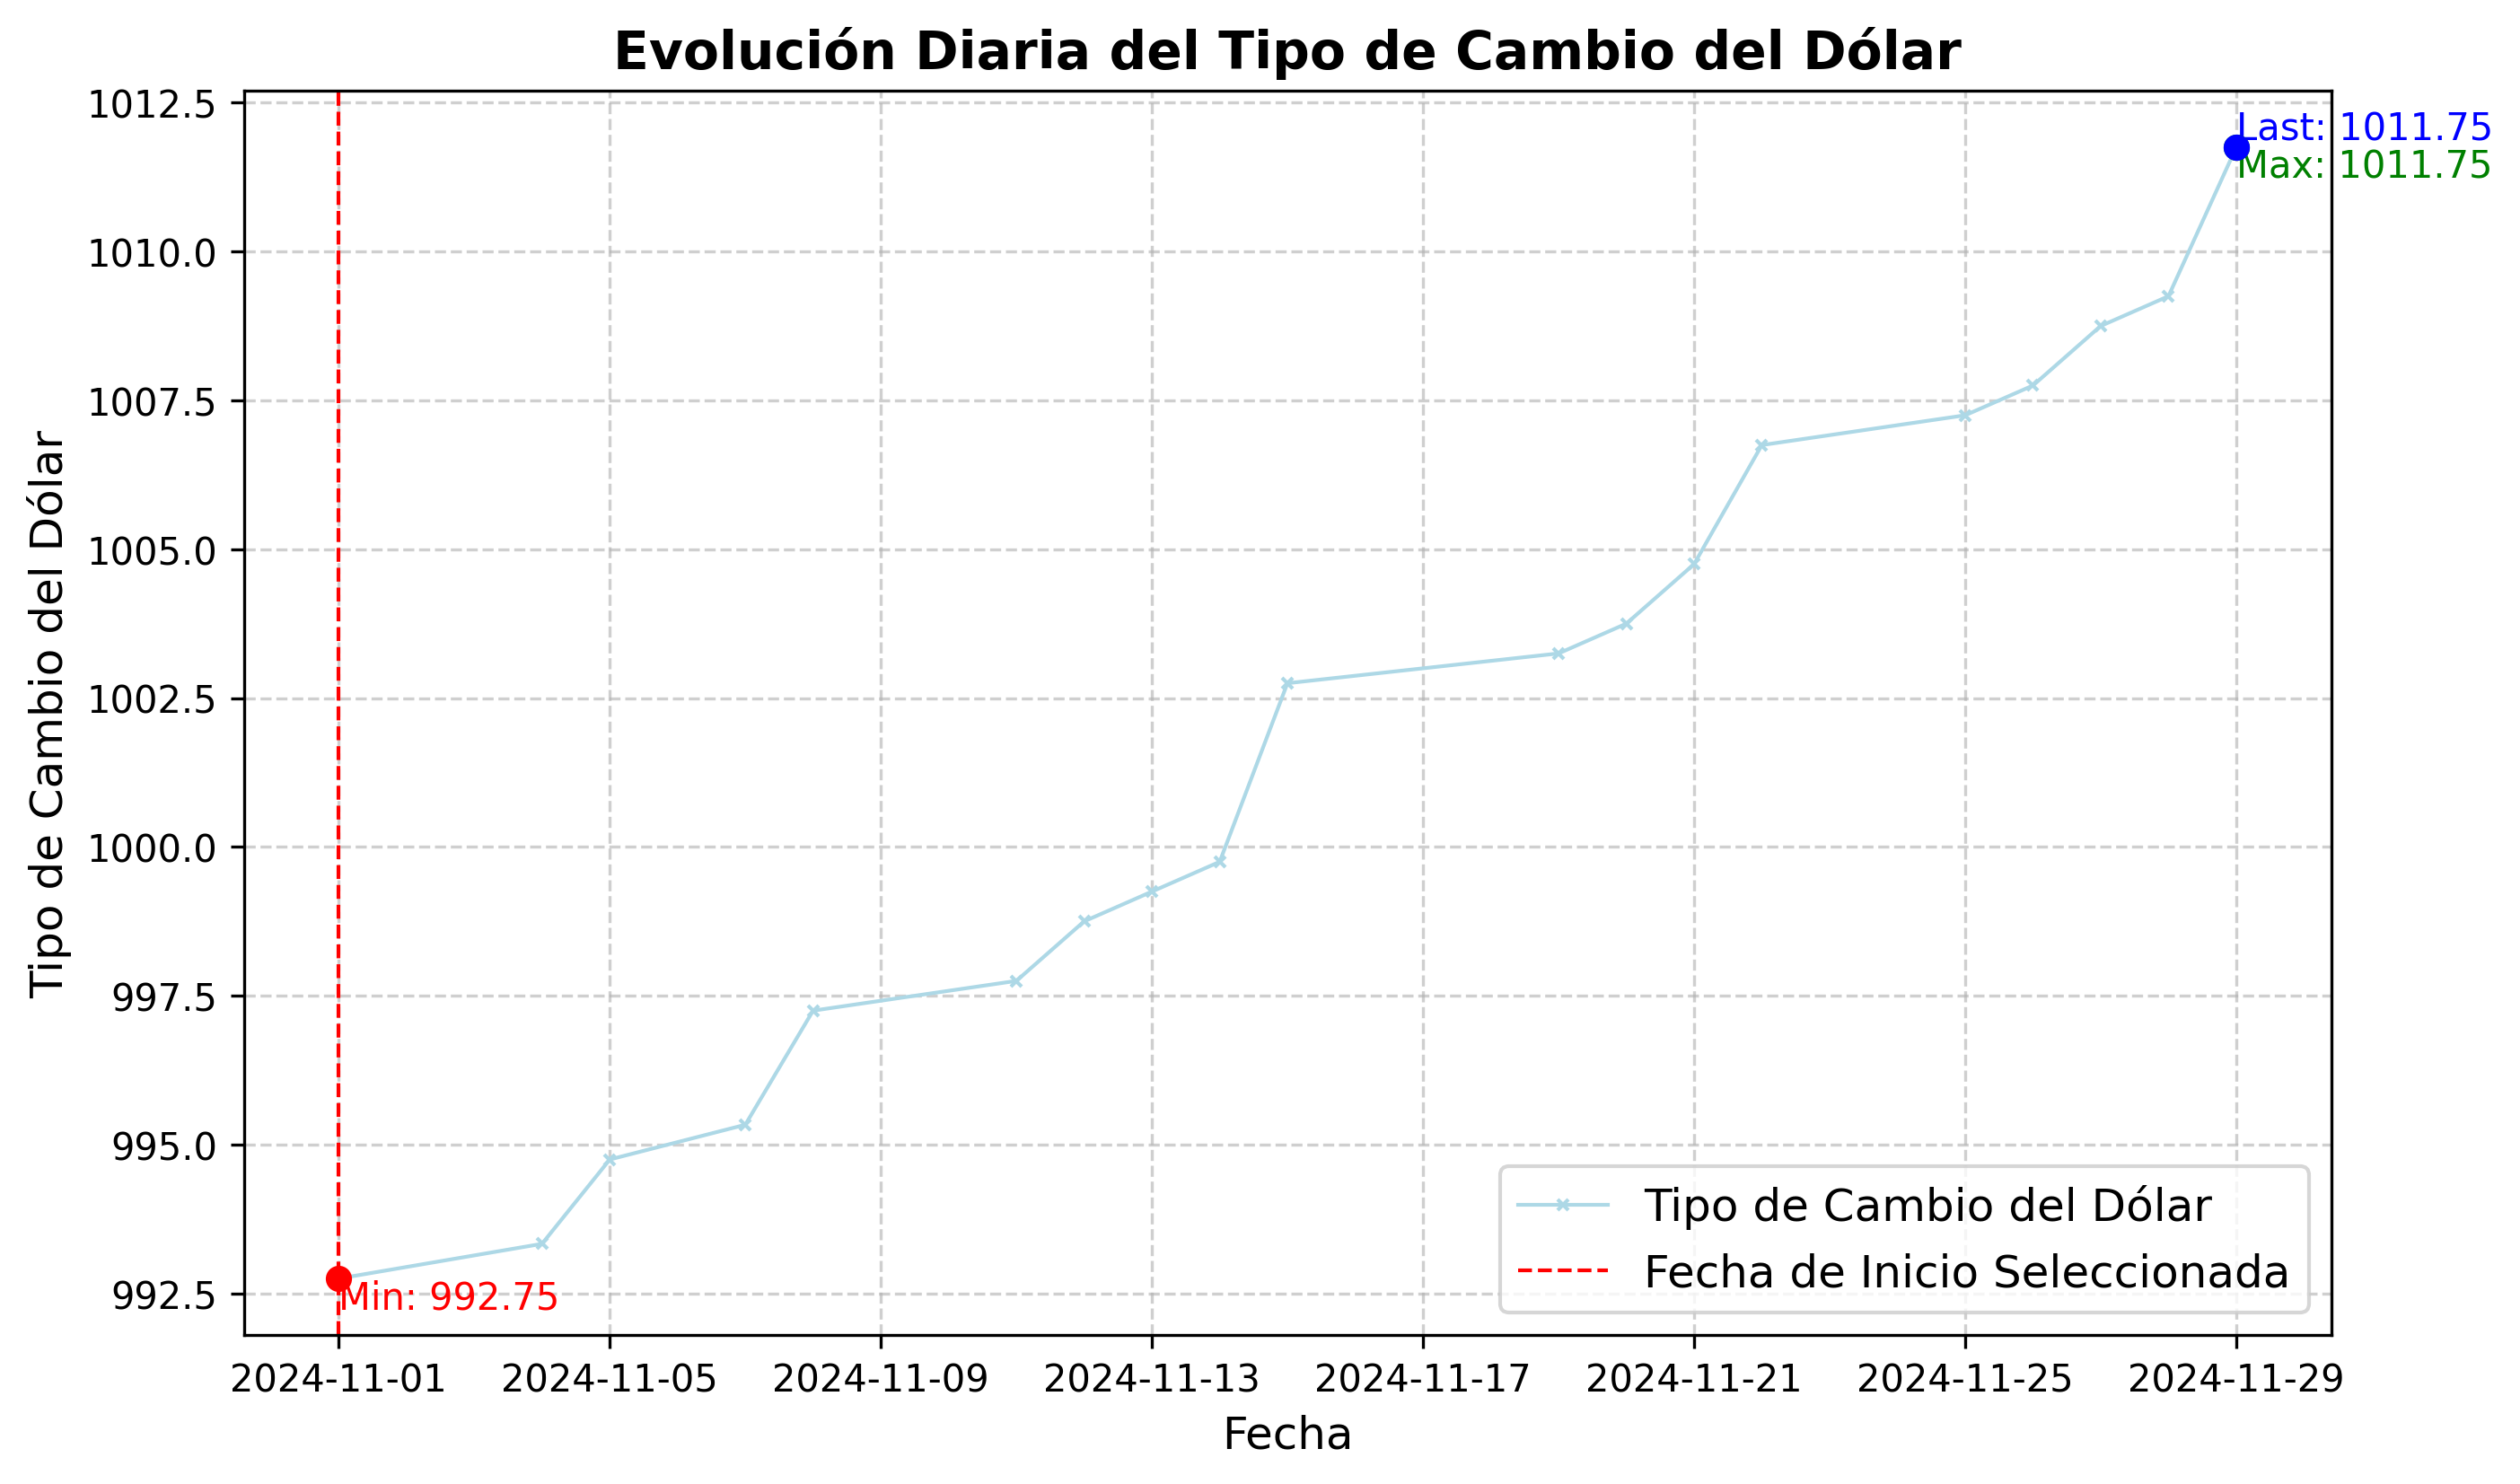 Evolución Diaria del Tipo de Cambio del Dólar
Tipo de Cambio del Dólar
1012.5
1010.0
1007.5
1005.0
1002.5
1000.0
997.5
995.0
992.5
Last: 1011.75
Max: 1011.75
Min: 992.75
Tipo de Cambio del Dólar
Fecha de Inicio Seleccionada
2024-11-01
2024-11-05
2024-11-09
2024-11-13
2024-11-17
2024-11-21
2024-11-25
2024-11-29
Fecha